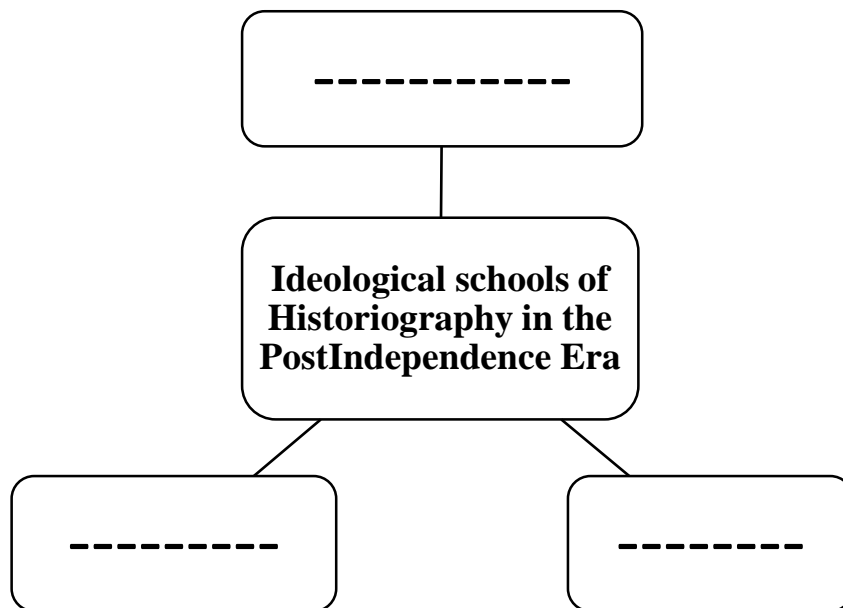 -----------
Ideological schools of
Historiography in the
PostIndependence Era
---------
--------